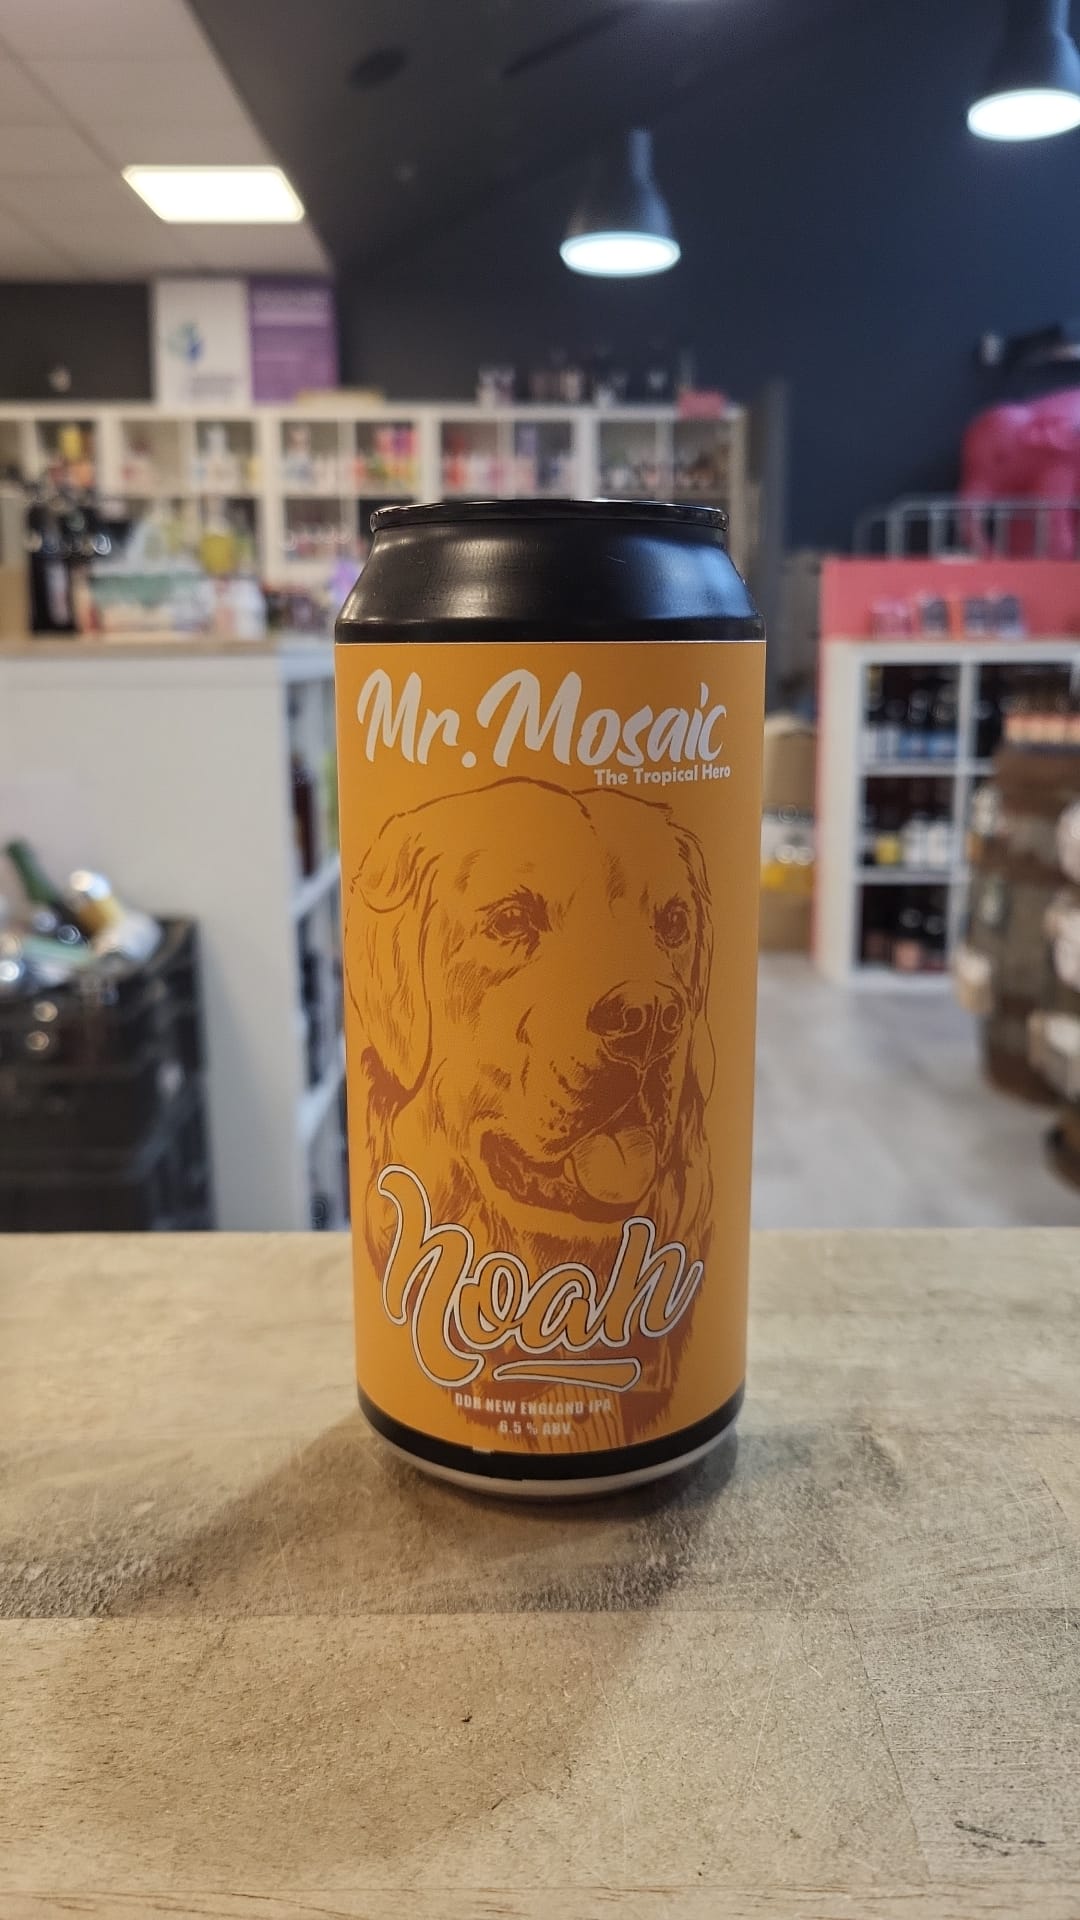 Mr. Mosaic
The Tropical Hero
Noah
DDH NEW ENGLAND IPA
6.5 % ABV.